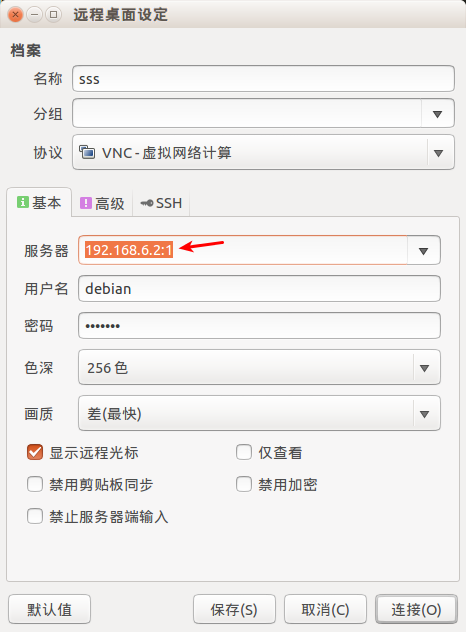 远程桌面设定
档案
名称 sss
分组
协议 VNC - 虚拟网络计算
基本 高级 SSH
服务器 192.168.6.2:1
用户名 debian
密码 •••••••
色深 256 色
画质 差(最快)
显示远程光标 仅查看
禁用剪贴板同步 禁用加密
禁止服务器端输入
默认值 保存(S) 取消(C) 连接(O)